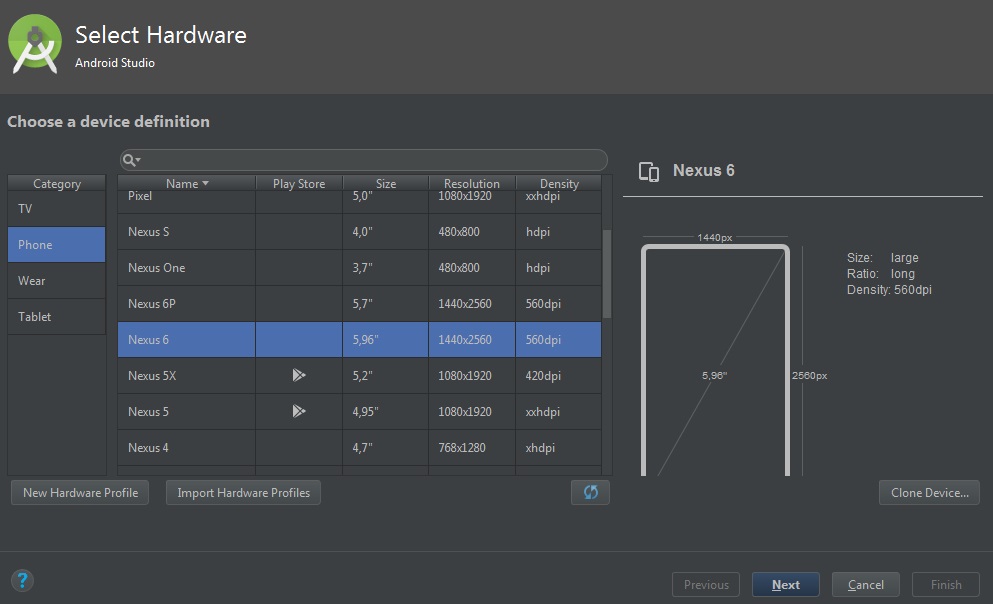 Select Hardware
Android Studio
Choose a device definition
Category
TV
Phone
Wear
Tablet
Name Play Store Size Resolution Density
Pixel 5,0" 1080x1920 xxhdpi
Nexus S 4,0" 480x800 hdpi
Nexus One 3,7" 480x800 hdpi
Nexus 6P 5,7" 1440x2560 560dpi
Nexus 6 5,96" 1440x2560 560dpi
Nexus 5X 5,2" 1080x1920 420dpi
Nexus 5 4,95" 1080x1920 xxhdpi
Nexus 4 4,7" 768x1280 xhdpi
Nexus 6
1440px
5,96"
2560px
Size: large
Ratio: long
Density: 560dpi
New Hardware Profile
Import Hardware Profiles
Clone Device...
?
Previous
Next
Cancel
Finish